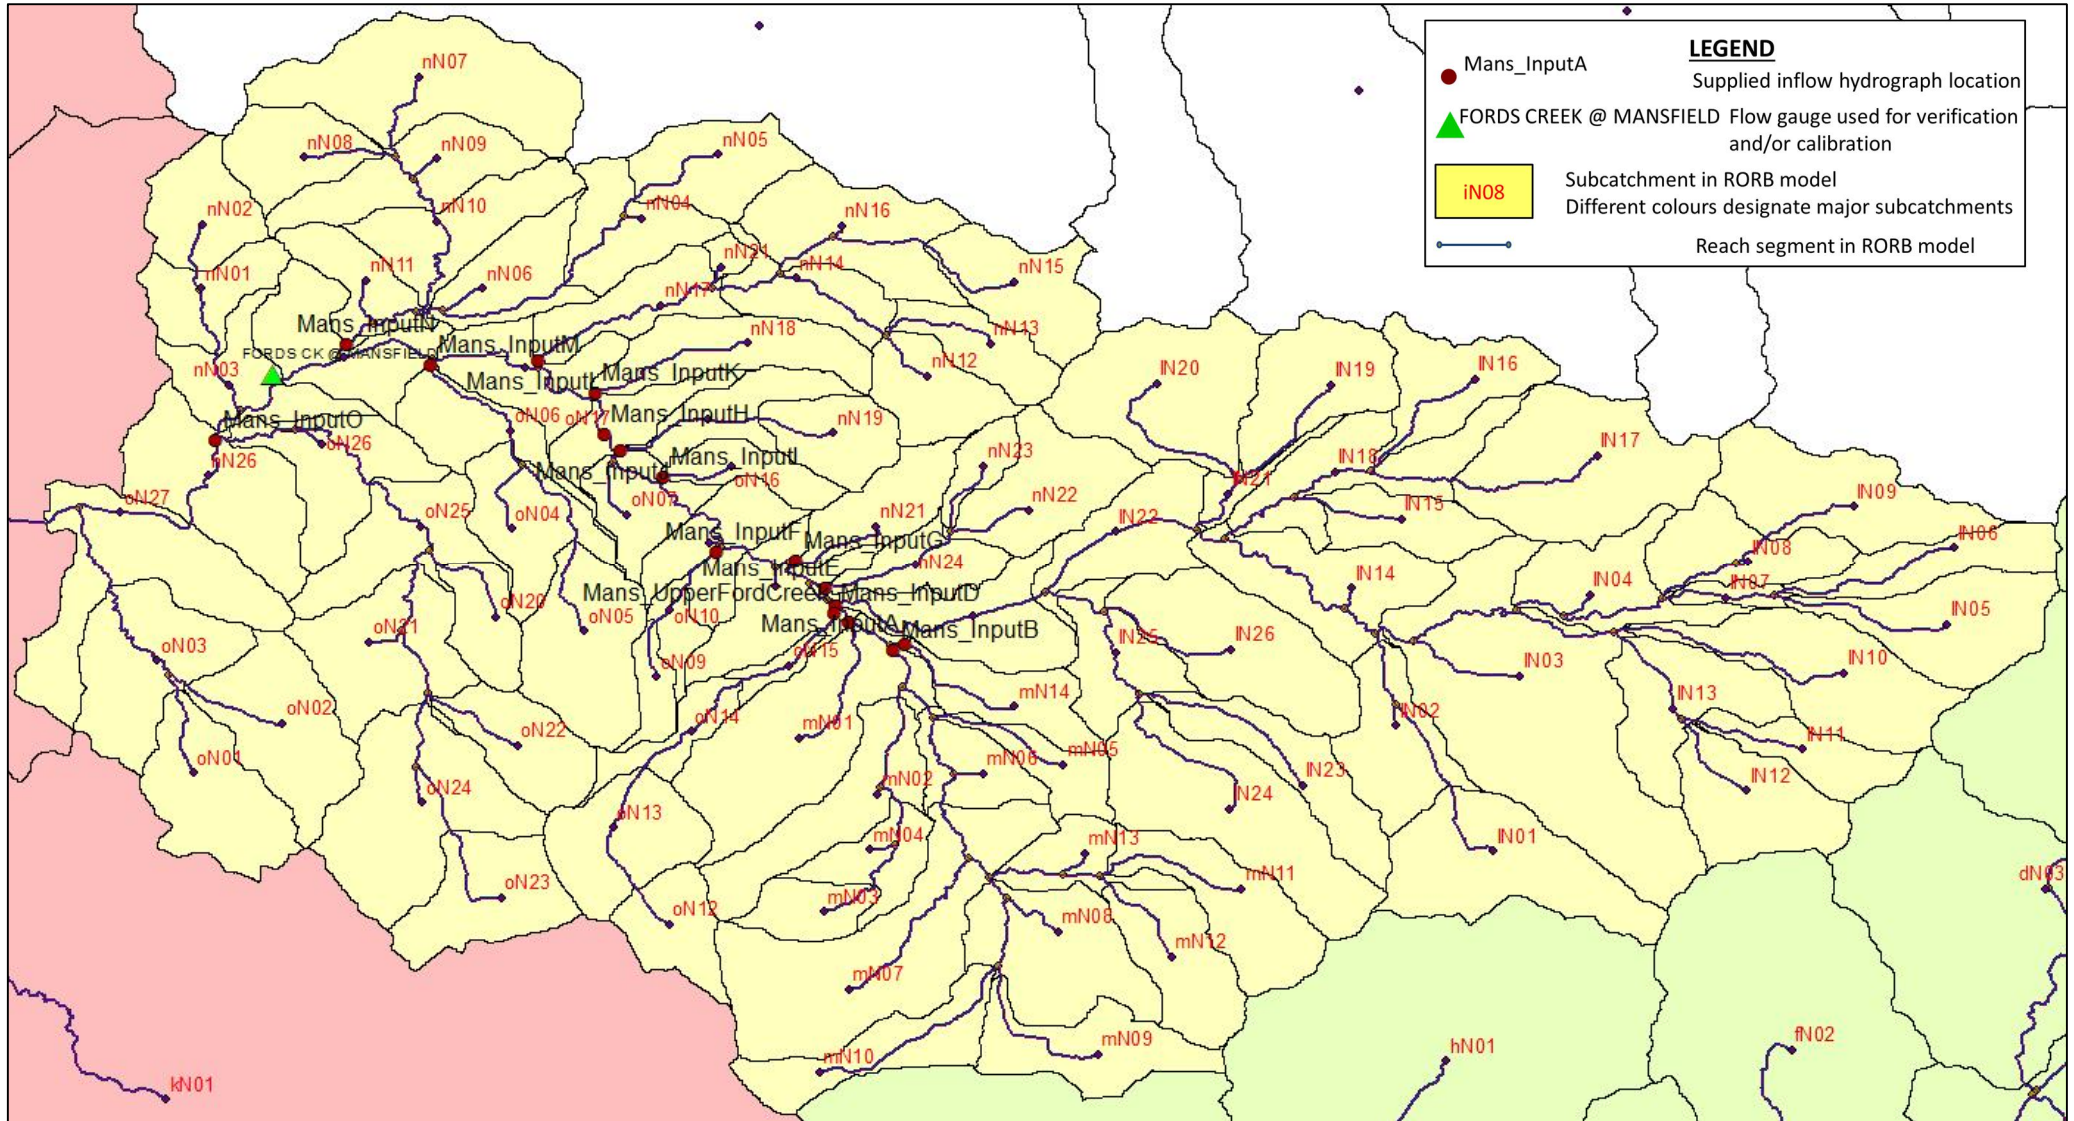 LEGEND
Mans_InputA
Supplied inflow hydrograph location
FORDS CREEK @ MANSFIELD Flow gauge used for verification
and/or calibration
iN08
Subcatchment in RORB model
Different colours designate major subcatchments
Reach segment in RORB model
nN07
nN08
nN09
nN05
nN02
nN10
nN04
nN16
nN01
nN11
nN06
nN21
nN14
nN15
nN17
Mans_InputN
FORDS CK @ MANSFIELD
Mans_InputM
nN18
nN13
nN12
nN03
Mans_InputK
lN20
lN19
lN16
Mans_InputO
oN06
oN17
Mans_InputH
nN19
oN26
lN17
nN26
Mans_InputI
oN16
nN23
lN18
lN21
oN27
oN25
oN04
oN07
nN22
lN22
lN15
lN09
nN21
Mans_InputF
Mans_InputG
lN06
lN08
Mans_InputE
nN24
lN14
lN04
lN07
oN20
oN05
Mans_UpperFordCreek
Mans_InputD
oN10
lN05
oN21
Mans_InputA
Mans_InputB
oN03
oN09
oN15
lN25
lN26
lN03
lN10
oN02
oN14
mN14
lN13
oN22
mN01
lN02
lN11
oN01
mN05
mN06
oN24
mN02
lN23
lN24
lN12
oN13
mN04
mN13
lN01
oN23
mN03
mN11
dN03
oN12
mN08
mN12
mN07
mN10
mN09
hN01
fN02
kN01